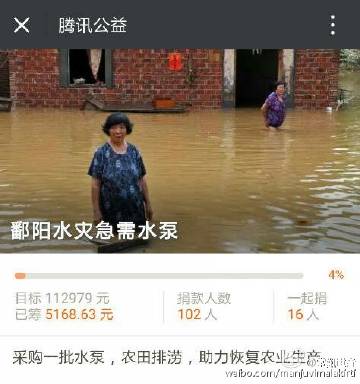 腾讯公益
鄱阳水灾急需水泵
4%
目标 112979 元
捐款人数
一起捐
已筹 5168.63 元
102 人
16 人
采购一批水泵，农田排涝，助力恢复农业生产。
weibo.com/manjuvimalakirti